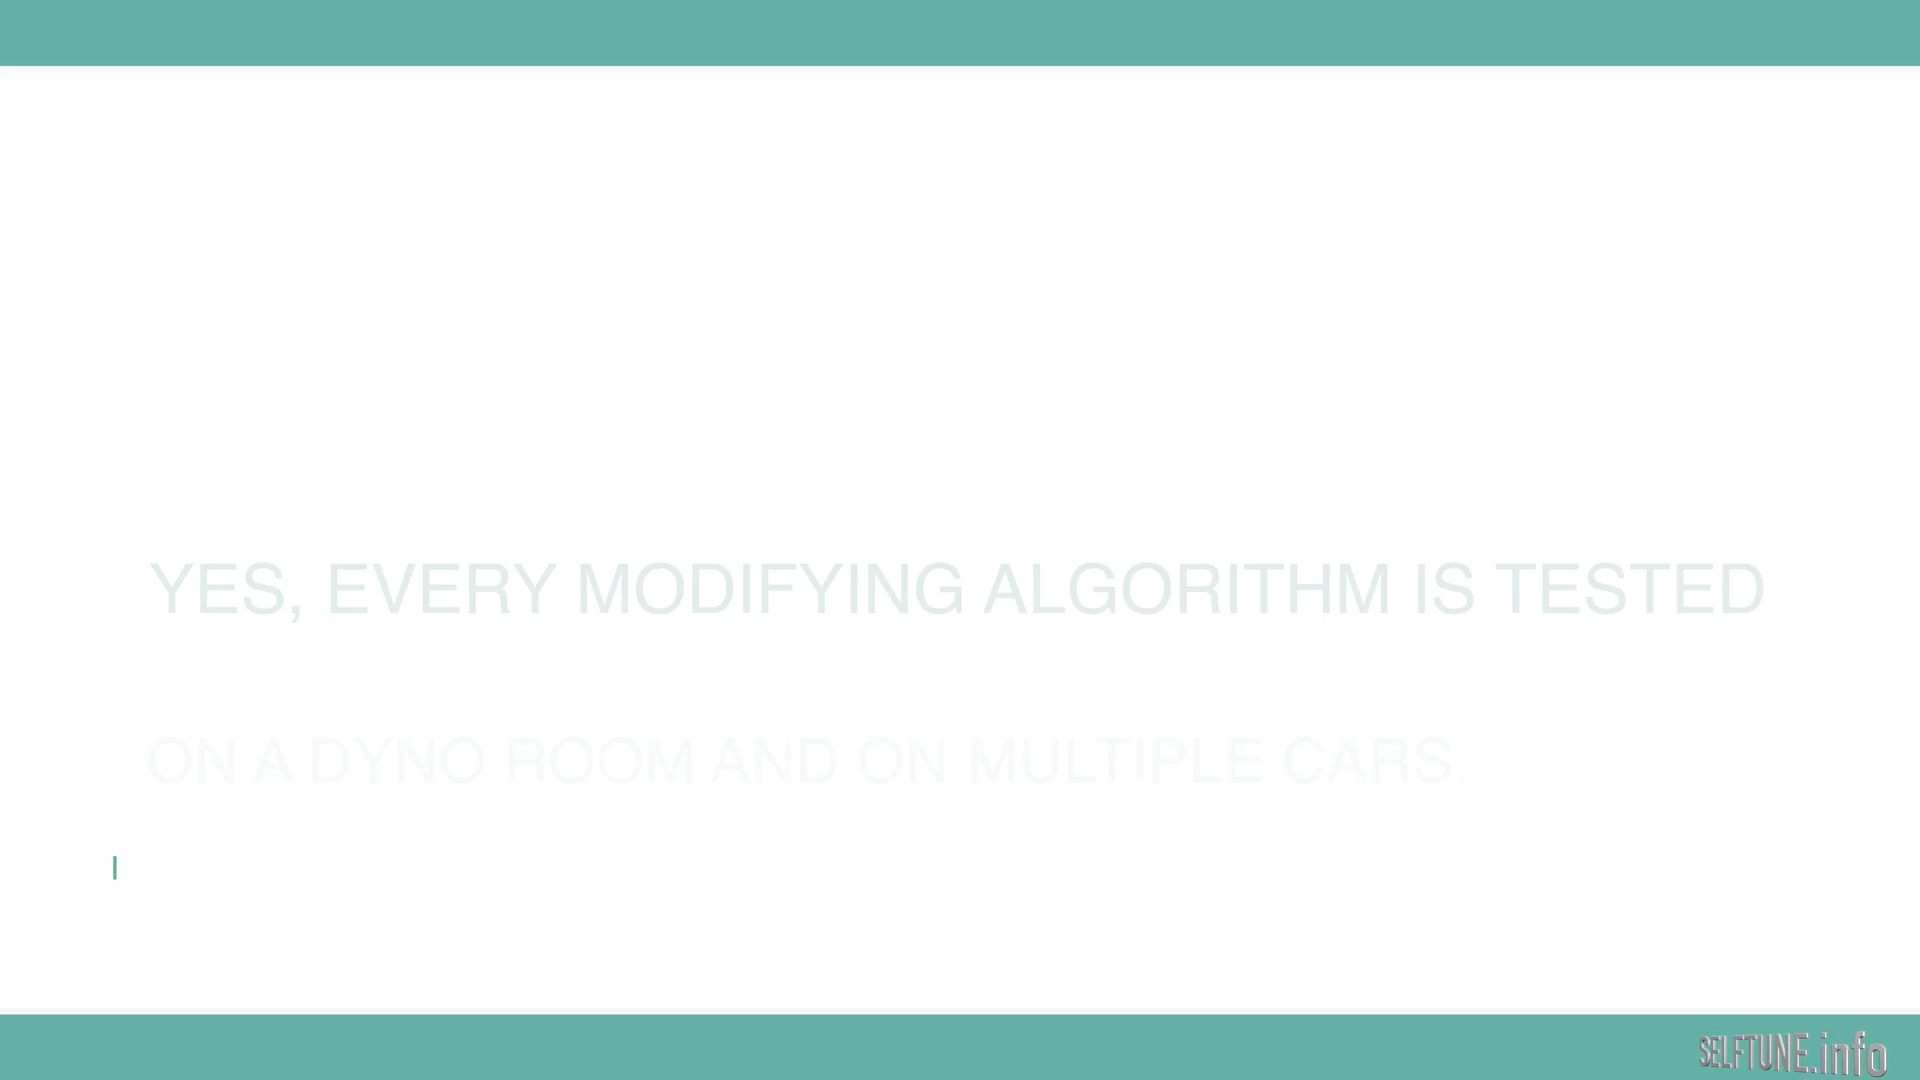 YES, EVERY MODIFYING ALGORITHM IS TESTED
ON A DYNO ROOM AND ON MULTIPLE CARS.
SELFTUNE.info